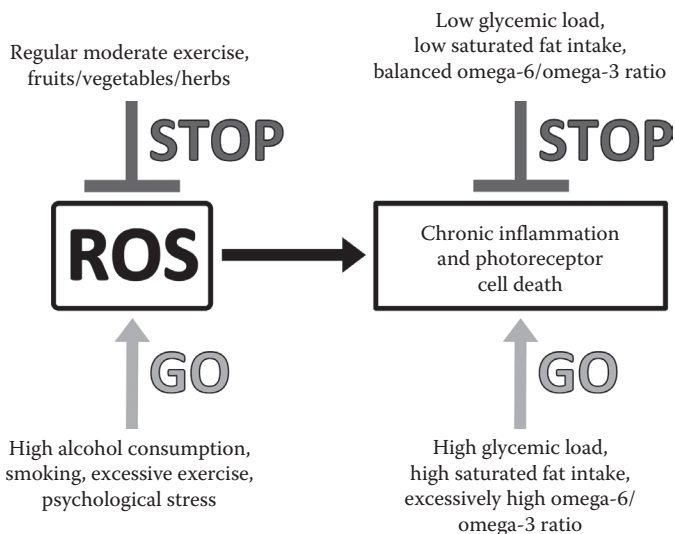 Regular moderate exercise,
fruits/vegetables/herbs
STOP
ROS
GO
High alcohol consumption,
smoking, excessive exercise,
psychological stress
Low glycemic load,
low saturated fat intake,
balanced omega-6/omega-3 ratio
STOP
Chronic inflammation
and photoreceptor
cell death
GO
High glycemic load,
high saturated fat intake,
excessively high omega-6/
omega-3 ratio